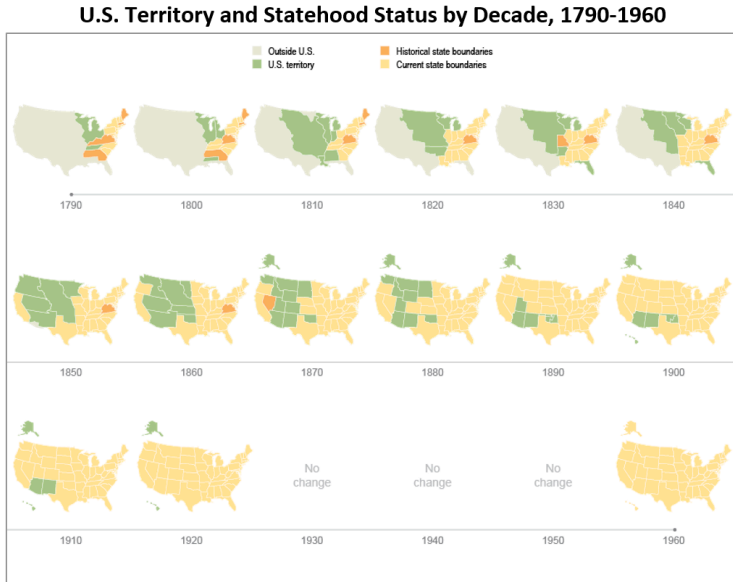 U.S. Territory and Statehood Status by Decade, 1790-1960
Outside U.S.
Historical state boundaries
U.S. territory
Current state boundaries
1790
1800
1810
1820
1830
1840
1850
1860
1870
1880
1890
1900
No
change
No
change
No
change
1910
1920
1930
1940
1950
1960